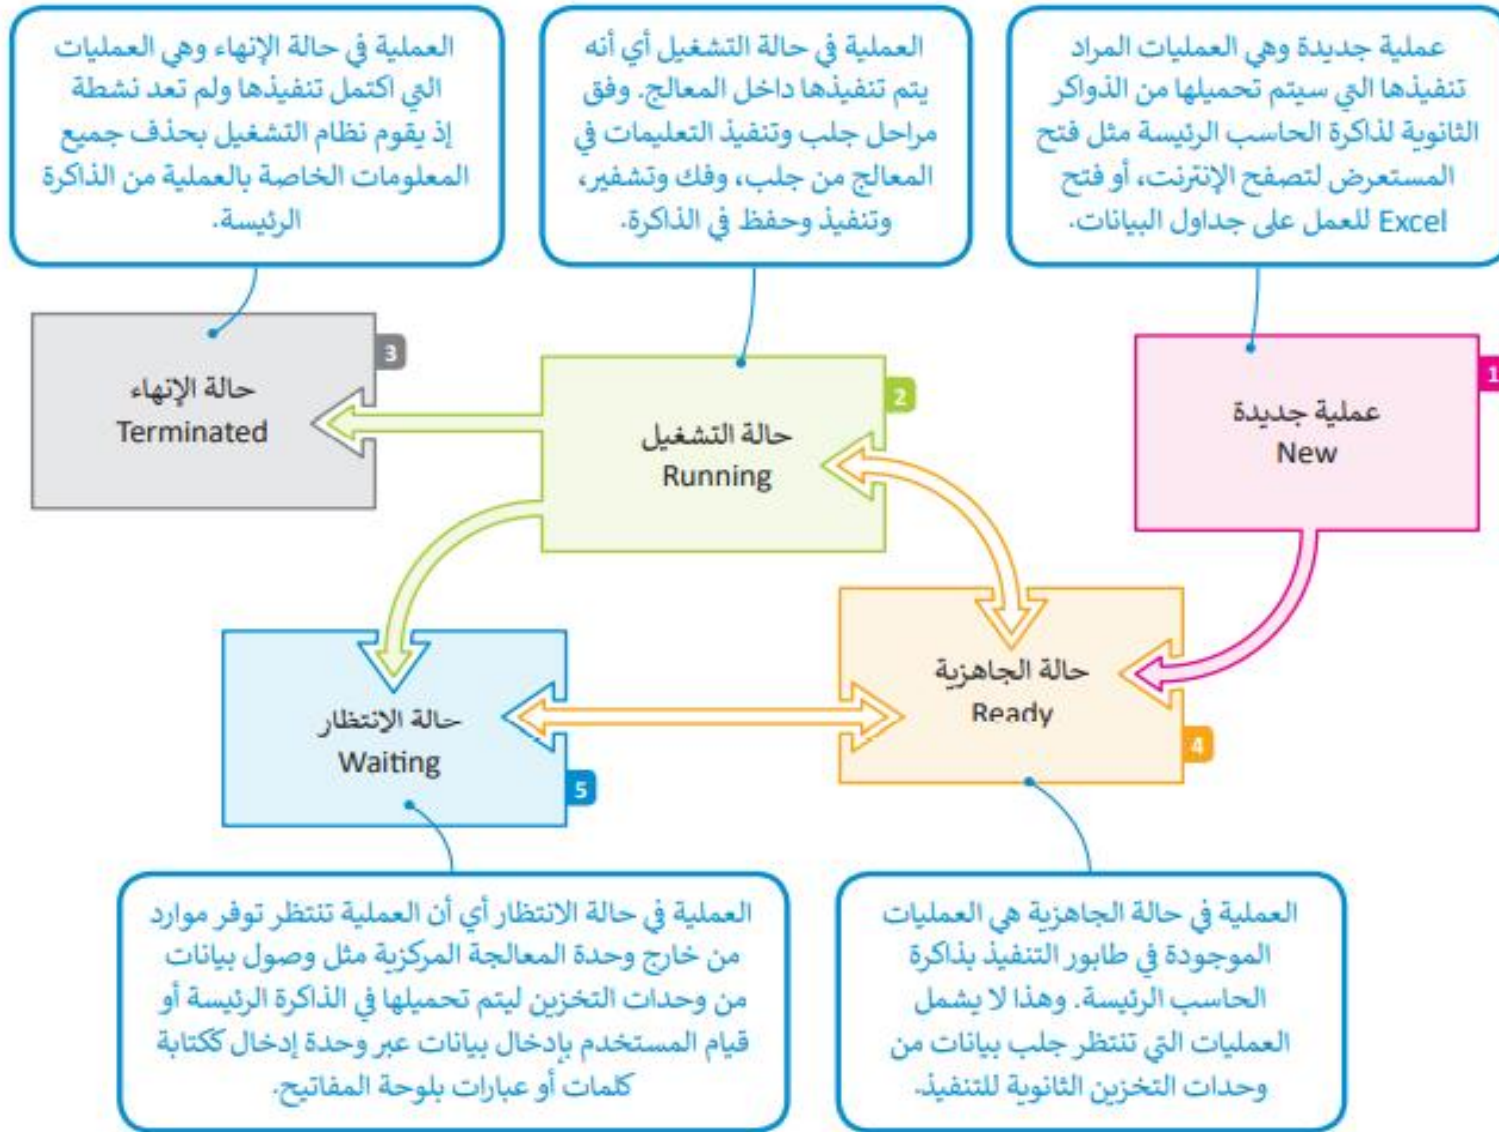 عملية جديدة وهي العمليات المراد
تنفيذها التي سيتم تحميلها من الذواكر
الثانوية لذاكرة الحاسب الرئيسة مثل فتح
المستعرض لتصفح الإنترنت، أو فتح
Excel للعمل على جداول البيانات.
العملية في حالة التشغيل أي أنه
يتم تنفيذها داخل المعالج. وفق
مراحل جلب وتنفيذ التعليمات في
المعالج من جلب، وفك وتشفير،
وتنفيذ وحفظ في الذاكرة.
العملية في حالة الإنهاء وهي العمليات
التي اكتمل تنفيذها ولم تعد نشطة
إذ يقوم نظام التشغيل بحذف جميع
المعلومات الخاصة بالعملية من الذاكرة
الرئيسة.
1
عملية جديدة
New
2
حالة التشغيل
Running
3
حالة الإنهاء
Terminated
حالة الجاهزية
Ready
4
حالة الانتظار
Waiting
5
العملية في حالة الجاهزية هي العمليات
الموجودة في طابور التنفيذ بذاكرة
الحاسب الرئيسة. وهذا لا يشمل
العمليات التي تنتظر جلب بيانات من
وحدات التخزين الثانوية للتنفيذ.
العملية في حالة الانتظار أي أن العملية تنتظر توفر موارد
من خارج وحدة المعالجة المركزية مثل وصول بيانات
من وحدات التخزين ليتم تحميلها في الذاكرة الرئيسة أو
قيام المستخدم بإدخال بيانات عبر وحدة إدخال ككتابة
كلمات أو عبارات بلوحة المفاتيح.